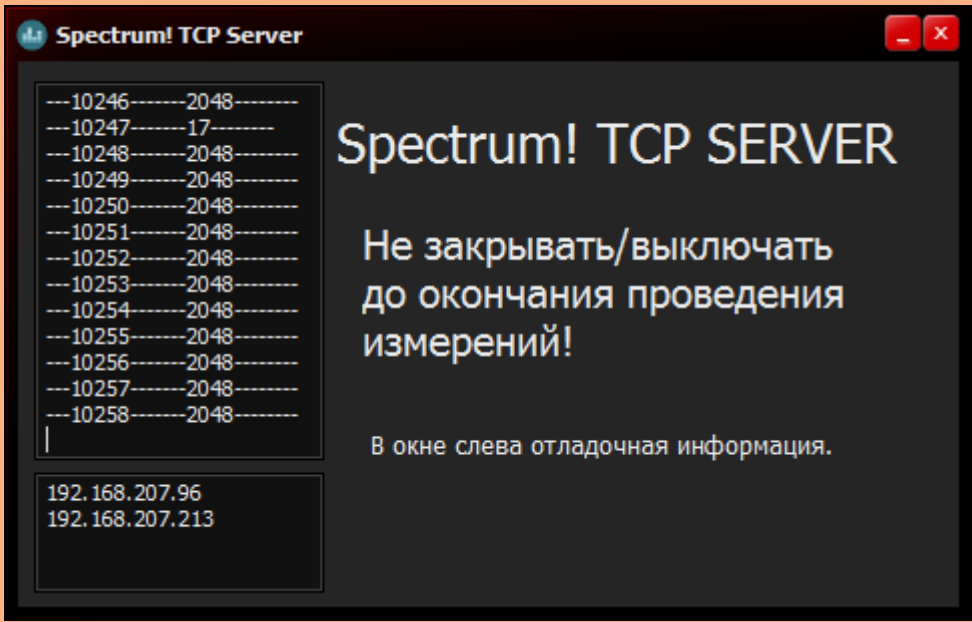 Spectrum! TCP Server
---10246-------2048--------
---10247-------17--------
---10248-------2048--------
---10249-------2048--------
---10250-------2048--------
---10251-------2048--------
---10252-------2048--------
---10253-------2048--------
---10254-------2048--------
---10255-------2048--------
---10256-------2048--------
---10257-------2048--------
---10258-------2048--------
192.168.207.96
192.168.207.213
Spectrum! TCP SERVER
Не закрывать/выключать
до окончания проведения
измерений!
В окне слева отладочная информация.